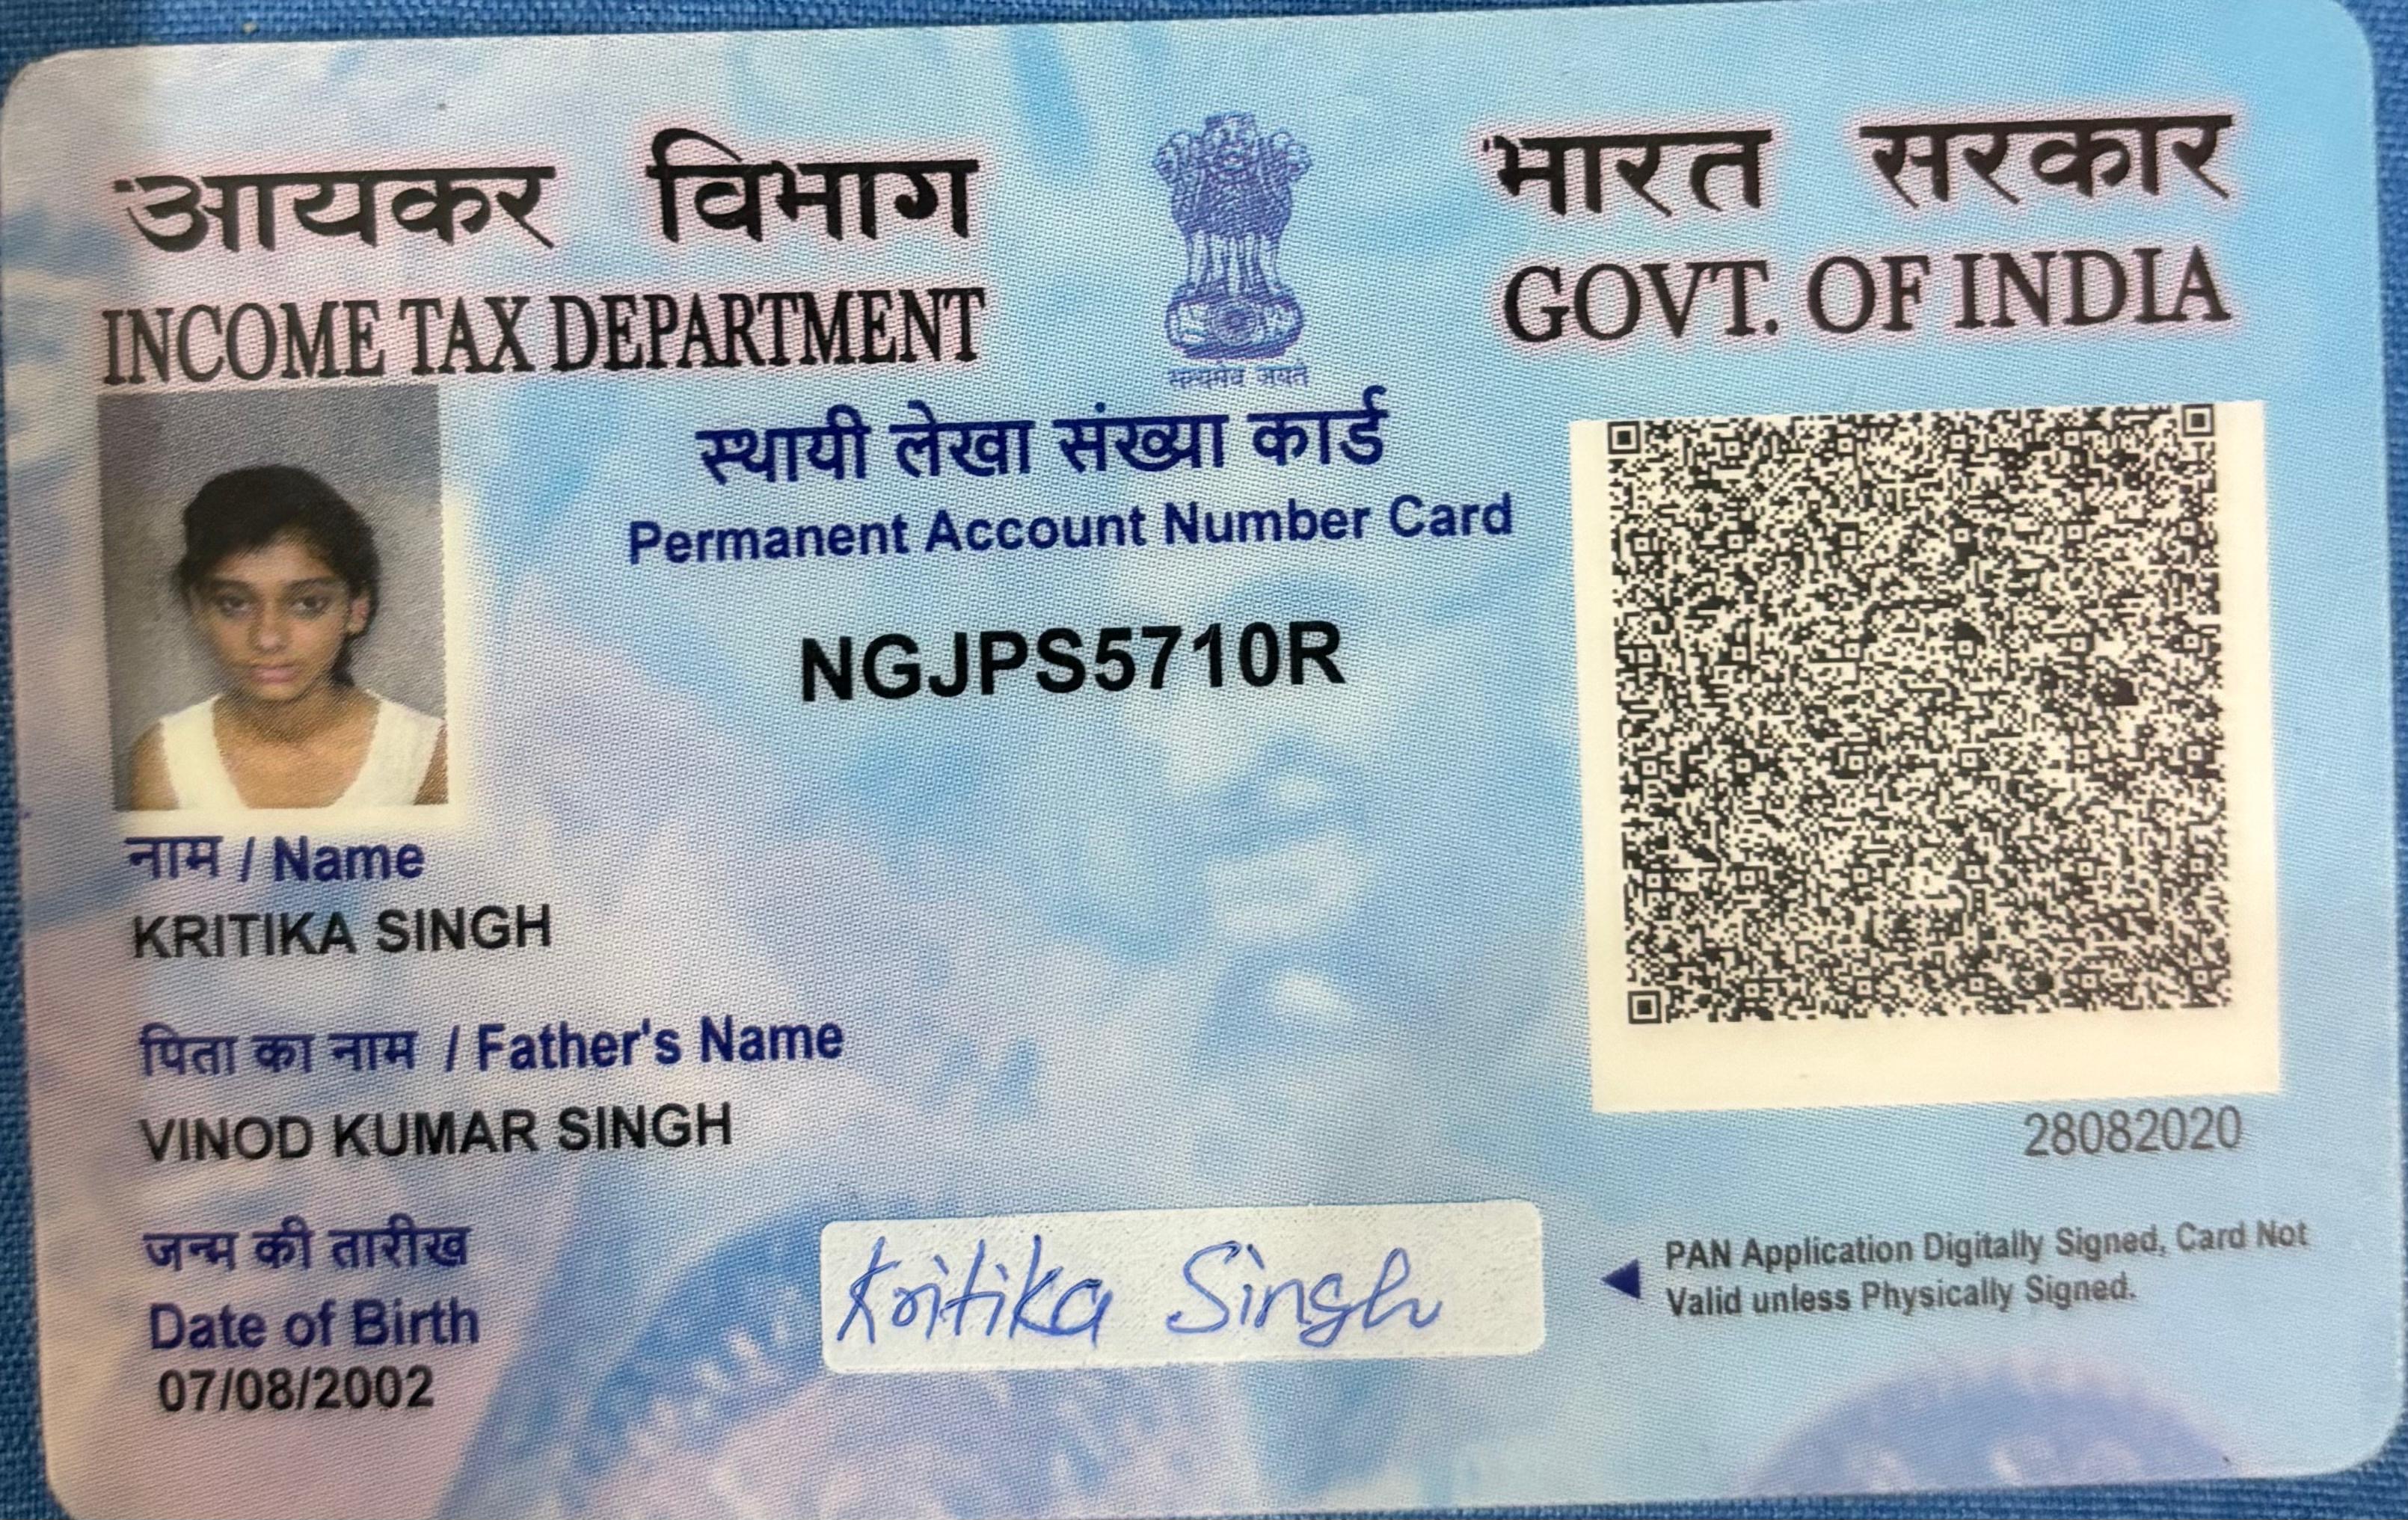 आयकर विभाग
INCOME TAX DEPARTMENT
सत्यमेव जयते
भारत सरकार
GOVT. OF INDIA
स्थायी लेखा संख्या कार्ड
Permanent Account Number Card
NGJPS5710R
नाम / Name
KRITIKA SINGH
पिता का नाम / Father's Name
VINOD KUMAR SINGH
जन्म की तारीख
Date of Birth
07/08/2002
Kritika Singh
28082020
PAN Application Digitally Signed, Card Not
Valid unless Physically Signed.